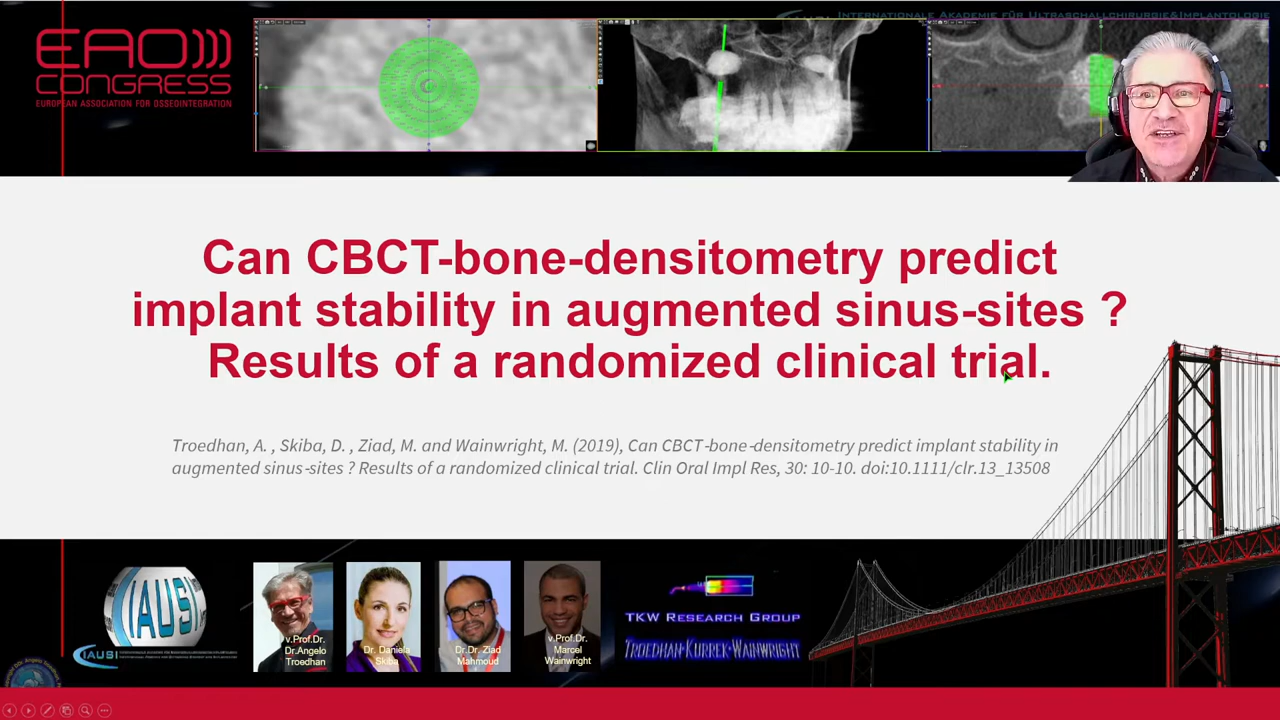 INTERNATIONALE AKADEMIE FÜR ULTRASCHALLCHIRURGIE&IMPLANTOLOGIE
EAO)))
CONGRESS
EUROPEAN ASSOCIATION FOR OSSEOINTEGRATION
Can CBCT-bone-densitometry predict
implant stability in augmented sinus-sites ?
Results of a randomized clinical trial.
Troedhan, A. , Skiba, D. , Ziad, M. and Wainwright, M. (2019), Can CBCT-bone-densitometry predict implant stability in
augmented sinus-sites ? Results of a randomized clinical trial. Clin Oral Impl Res, 30: 10-10. doi:10.1111/clr.13_13508
IAUSI
IAUSI
v.Prof.Dr.
Dr.Angelo
Troedhan
Dr. Daniela
Skiba
Dr.Dr. Ziad
Mahmoud
v.Prof.Dr.
Marcel
Wainwright
TKW RESEARCH GROUP
TROEDHAN•KURREK•WAINWRIGHT